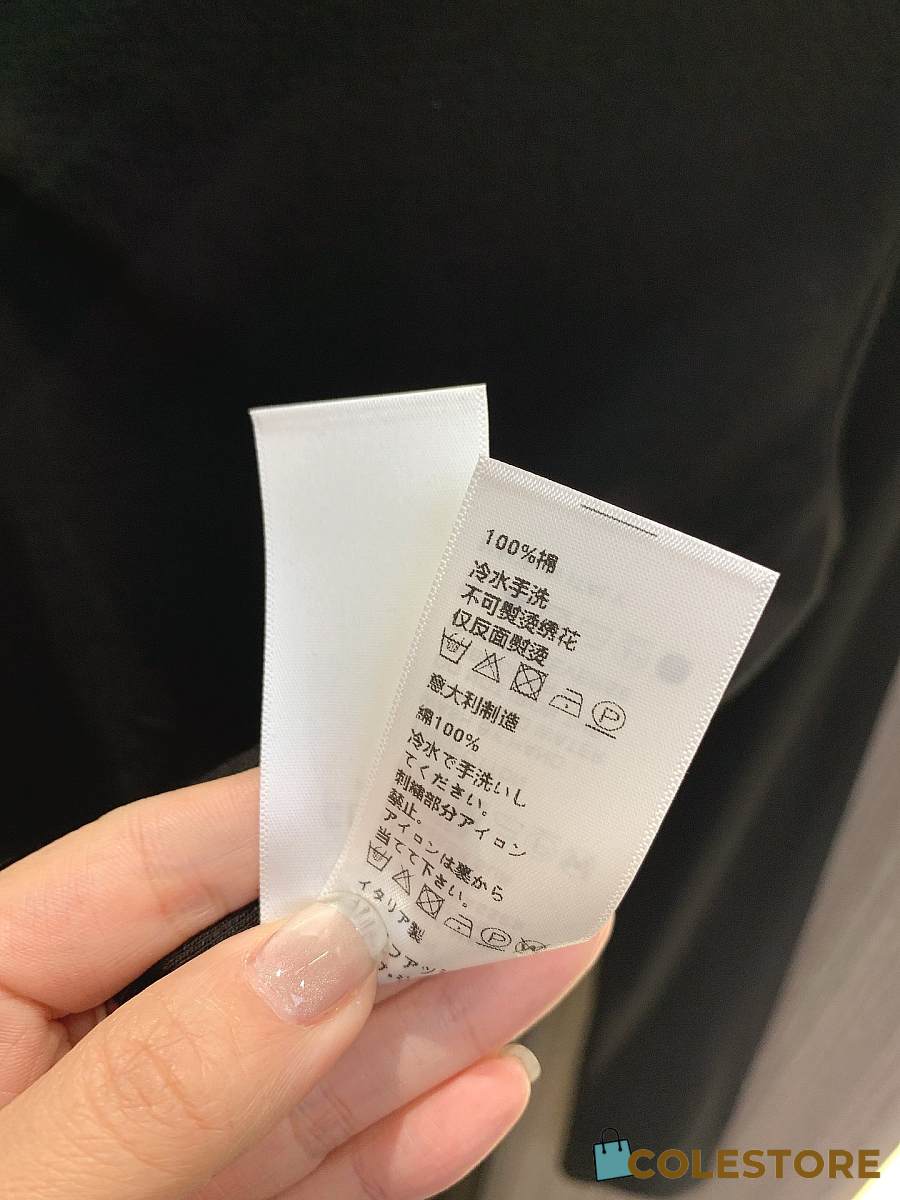 100%棉
冷水手洗
不可熨烫绣花
仅反面熨烫
P
意大利制造
綿100%
冷水で手洗いし
てください。
刺繍部分アイロン
禁止。
アイロンは裏から
当てて下さい。
P W
イタリア製
COLESTORE